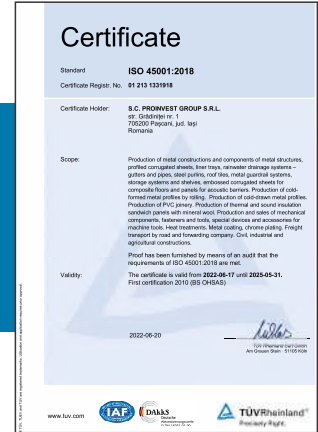 Certificate
Standard ISO 45001:2018
Certificate Registr. No. 01 213 1331918
Certificate Holder: S.C. PROINVEST GROUP S.R.L.
str. Grădiniței nr. 1
705200 Pașcani, jud. Iași
Romania
Scope: Production of metal constructions and components of metal structures,
profiled corrugated sheets, liner trays, rainwater drainage systems –
gutters and pipes, steel purlins, roof tiles, metal guardrail systems,
storage systems and shelves, embossed corrugated sheets for
composite floors and panels for acoustic barriers. Production of cold-
formed metal profiles by rolling. Production of cold-drawn metal profiles.
Production of PVC joinery. Production of thermal and sound insulation
sandwich panels with mineral wool. Production and sales of mechanical
components, fasteners and tools, special devices and accessories for
machine tools. Heat treatments. Metal coating, chrome plating. Freight
transport by road and forwarding company. Civil, industrial and
agricultural constructions.
Proof has been furnished by means of an audit that the
requirements of ISO 45001:2018 are met.
Validity: The certificate is valid from 2022-06-17 until 2025-05-31.
First certification 2010 (BS OHSAS)
2022-06-20
TÜV Rheinland Cert GmbH
Am Grauen Stein · 51105 Köln
www.tuv.com
IAF
DAkkS
Deutsche
Akkreditierungsstelle
TÜVRheinland®
Precisely Right.